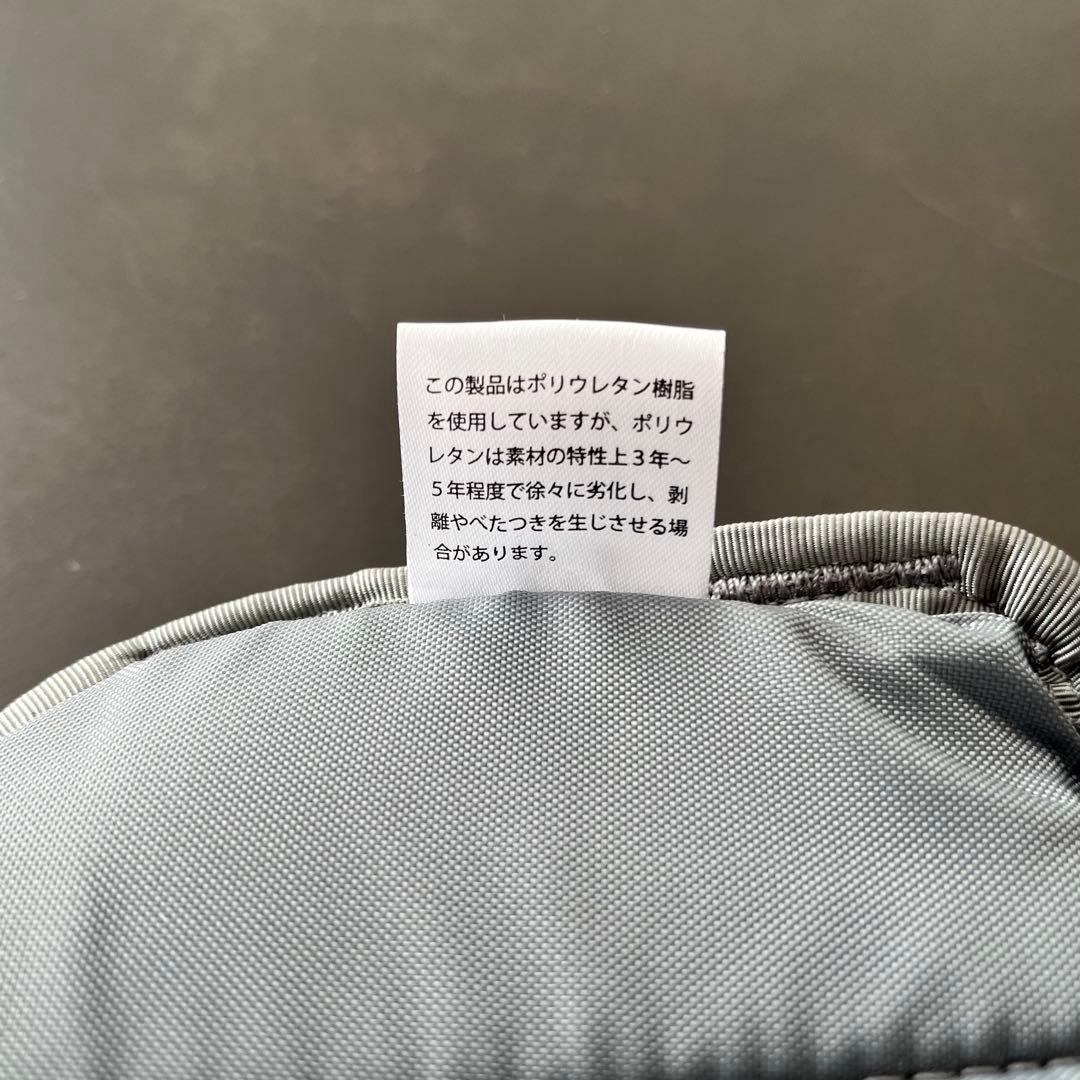 この製品はポリウレタン樹脂
を使用していますが、ポリウ
レタンは素材の特性上３年～
５年程度で徐々に劣化し、剥
離やべたつきを生じさせる場
合があります。